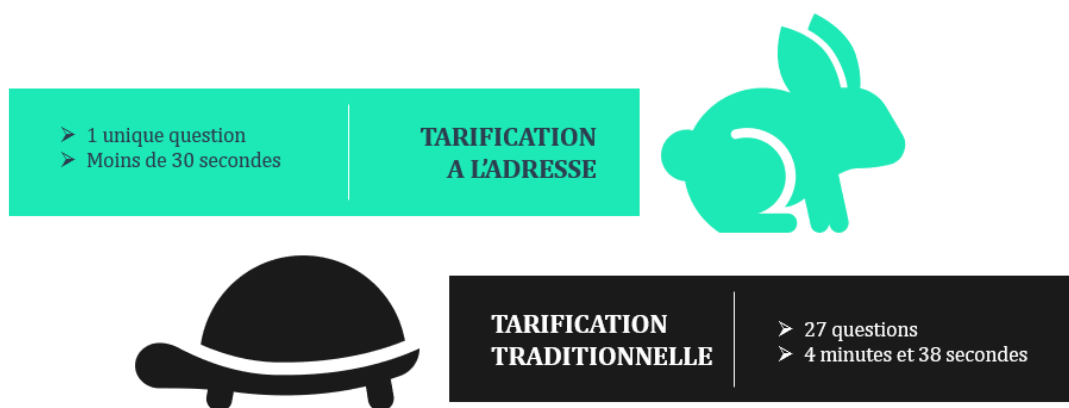 ➢ 1 unique question
➢ Moins de 30 secondes
TARIFICATION
A L’ADRESSE
TARIFICATION
TRADITIONNELLE
➢ 27 questions
➢ 4 minutes et 38 secondes